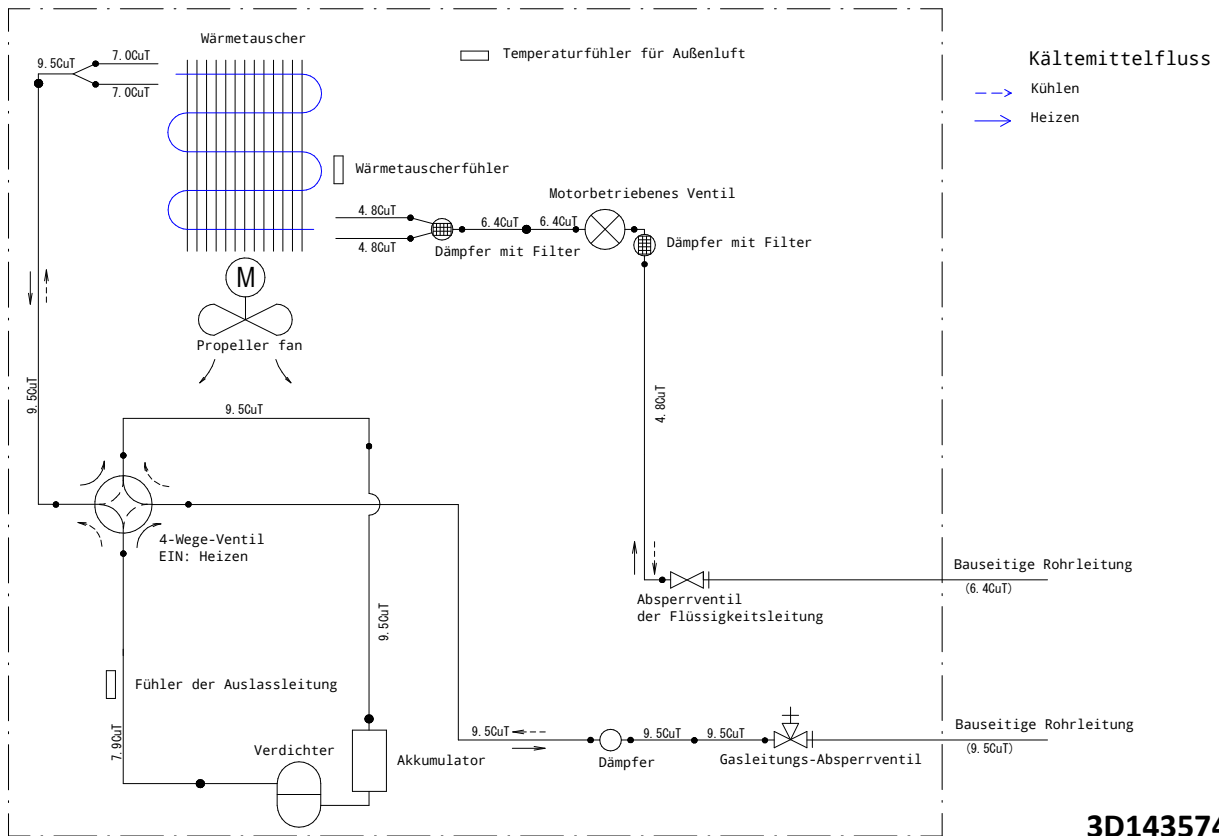 Wärmetauscher
7.0CuT
9.5CuT
7.0CuT
Temperaturfühler für Außenluft
Kältemittelfluss
Kühlen
Heizen
Wärmetauscherfühler
Motorbetriebenes Ventil
4.8CuT
6.4CuT
6.4CuT
4.8CuT
Dämpfer mit Filter
Dämpfer mit Filter
M
Propeller fan
9.5CuT
9.5CuT
4.8CuT
4-Wege-Ventil
EIN: Heizen
Bauseitige Rohrleitung
(6.4CuT)
Absperrventil
der Flüssigkeitsleitung
9.5CuT
Fühler der Auslassleitung
7.9CuT
Verdichter
Akkumulator
9.5CuT
9.5CuT
9.5CuT
Dämpfer
Gasleitungs-Absperrventil
Bauseitige Rohrleitung
(9.5CuT)
3D143574